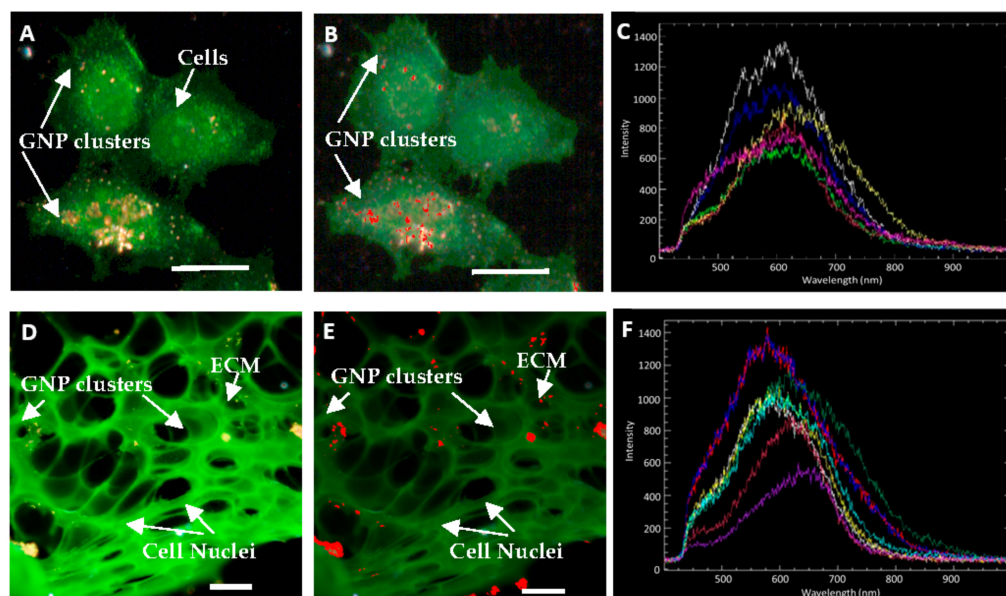 A
Cells
GNP clusters
B
GNP clusters
C
1400
1200
1000
800
600
400
200
0
Intensity
500 600 700 800 900
Wavelength (nm)
D
ECM
GNP clusters
Cell Nuclei
E
ECM
GNP clusters
Cell Nuclei
F
1400
1200
1000
800
600
400
200
0
Intensity
500 600 700 800 900
Wavelength (nm)